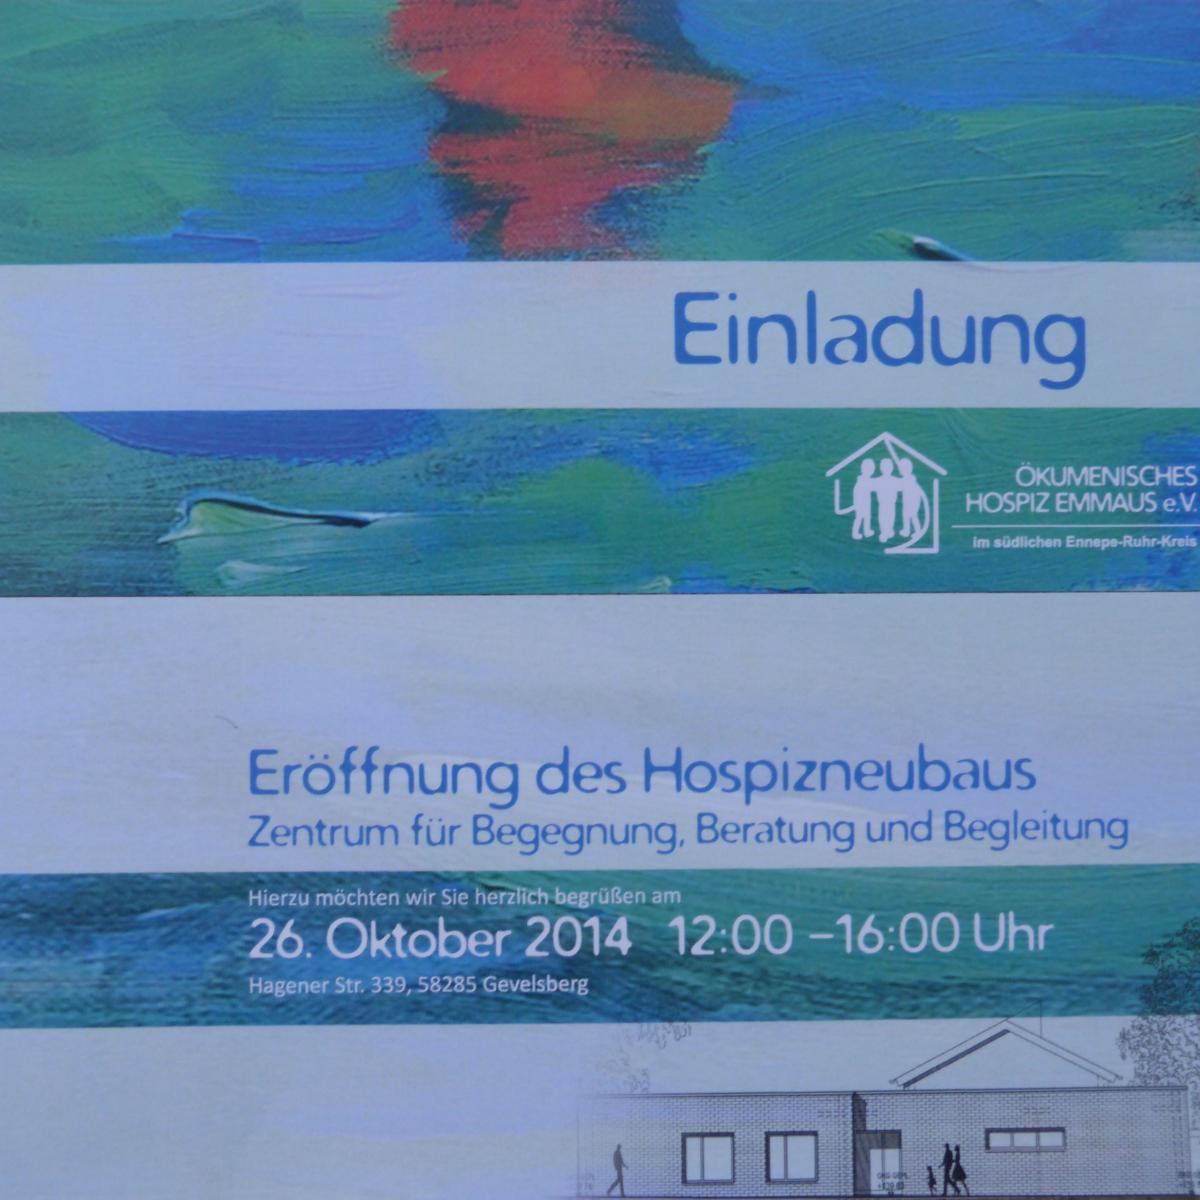 Einladung
ÖKUMENISCHES
HOSPIZ EMMAUS e.V.
im südlichen Ennepe-Ruhr-Kreis
Eröffnung des Hospizneubaus
Zentrum für Begegnung, Beratung und Begleitung
Hierzu möchten wir Sie herzlich begrüßen am
26. Oktober 2014 12:00 –16:00 Uhr
Hagener Str. 339, 58285 Gevelsberg